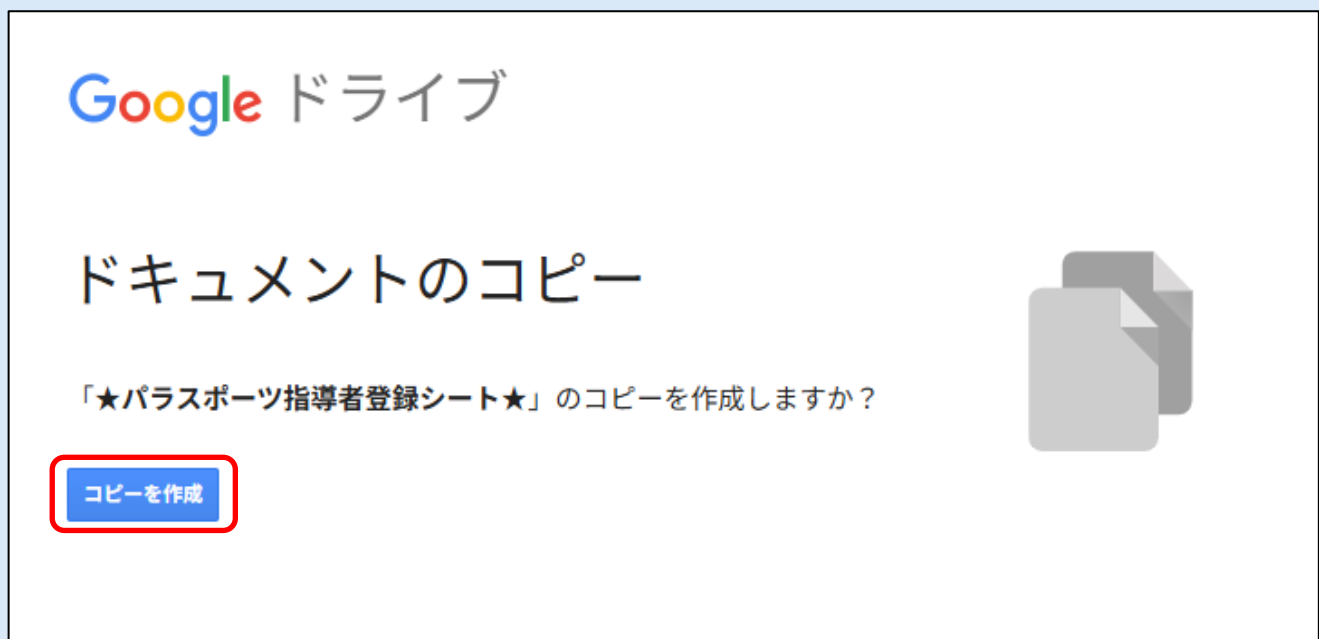 Google ドライブ
ドキュメントのコピー
「★パラスポーツ指導者登録シート★」のコピーを作成しますか？
コピーを作成